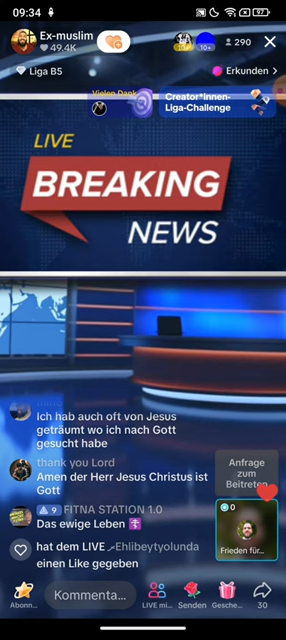 09:34
97
Ex-muslim
49.4K
10+
290
Liga B5
Erkunden
Vielen Dank
Creator*innen-
Liga-Challenge
LIVE
BREAKING
NEWS
Ich hab auch oft von Jesus
geträumt wo ich nach Gott
gesucht habe
thank you Lord
Amen der Herr Jesus Christus ist
Gott
9 FITNA STATION 1.0
Das ewige Leben ✝️
hat dem LIVE von Ehlibeytyolunda
einen Like gegeben
Anfrage
zum
Beitreten
0
Frieden für...
Abonn...
Kommenta...
LIVE mi...
Senden
Gesche...
30